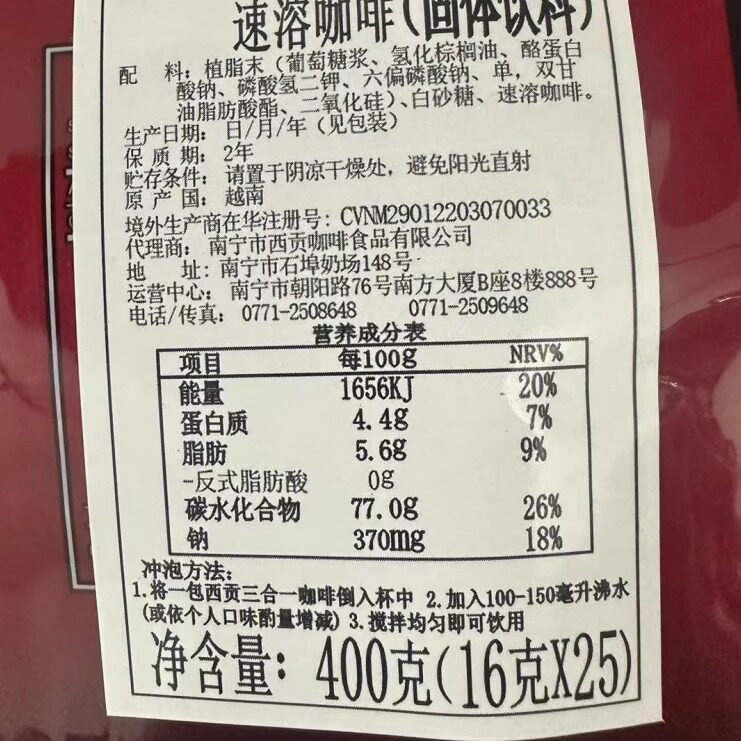 速溶咖啡(固体饮料)
配 料：植脂末（葡萄糖浆、氢化棕榈油、酪蛋白
酸钠、磷酸氢二钾、六偏磷酸钠、单，双甘
油脂肪酸酯、二氧化硅）、白砂糖、速溶咖啡。
生产日期：日/月/年（见包装）
保 质 期：2年
贮存条件：请置于阴凉干燥处，避免阳光直射
原 产 国：越南
境外生产商在华注册号：CVNM29012203070033
代理商：南宁市西贡咖啡食品有限公司
地 址：南宁市石埠奶场148号
运营中心：南宁市朝阳路76号南方大厦B座8楼888号
电话/传真：0771-2508648 0771-2509648
营养成分表
项目 每100g NRV%
能量 1656KJ 20%
蛋白质 4.4g 7%
脂肪 5.6g 9%
-反式脂肪酸 0g
碳水化合物 77.0g 26%
钠 370mg 18%
冲泡方法：
1.将一包西贡三合一咖啡倒入杯中 2.加入100-150毫升沸水
(或依个人口味酌量增减) 3.搅拌均匀即可饮用
净含量：400克(16克X25)